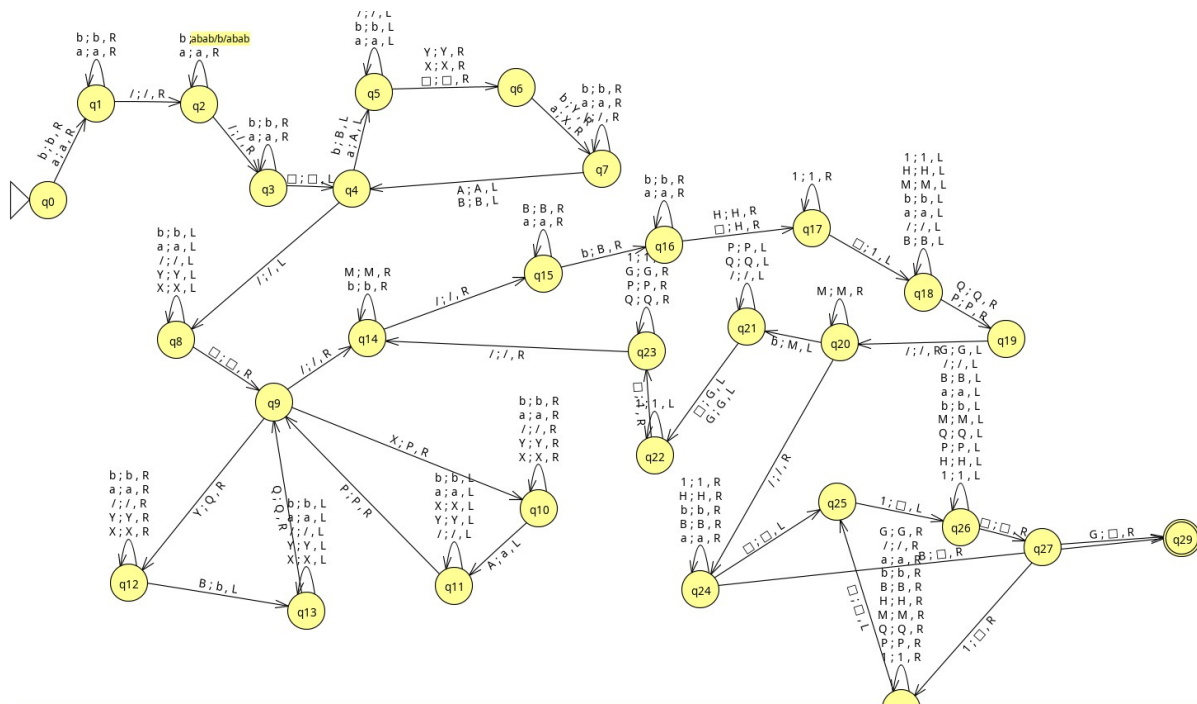 b ; b , R
a ; a , R
b ;abab/b/abab
a ; a , R
/ ; / , L
b ; b , L
a ; a , L
Y ; Y , R
X ; X , R
□ ; □ , R
q1
/ ; / , R
q2
q5
q6
b ; b , R
a ; a , R
/ ; / , R
b ; Y , R
a ; X , R
q7
b ; b , R
a ; a , R
q0
/ ; / , R
b ; b , R
a ; a , R
q3
□ ; □ , L
q4
b ; B , L
a ; A , L
A ; A , L
B ; B , L
/ ; / , L
b ; b , L
a ; a , L
/ ; / , L
Y ; Y , L
X ; X , L
q8
□ ; □ , R
M ; M , R
b ; b , R
q14
/ ; / , R
B ; B , R
a ; a , R
q15
b ; B , R
b ; b , R
a ; a , R
q16
H ; H , R
□ ; H , R
1 ; 1 , R
q17
□ ; 1 , L
1 ; 1 , L
H ; H , L
M ; M , L
b ; b , L
a ; a , L
/ ; / , L
B ; B , L
q18
Q ; Q , R
P ; P , R
q19
/ ; / , R
M ; M , R
q20
b ; M , L
P ; P , L
Q ; Q , L
/ ; / , L
q21
□ ; G , L
G ; G , L
G ; G , R
P ; P , R
Q ; Q , R
q23
/ ; / , R
1 ; 1 , L
q22
q9
/ ; / , R
X ; P , R
Y ; Q , R
Q ; Q , R
P ; P , R
b ; b , R
a ; a , R
/ ; / , R
Y ; Y , R
X ; X , R
q10
A ; a , L
b ; b , L
a ; a , L
X ; X , L
Y ; Y , L
/ ; / , L
q11
b ; b , R
a ; a , R
/ ; / , R
Y ; Y , R
X ; X , R
q12
B ; b , L
b ; b , L
a ; a , L
/ ; / , L
Y ; Y , L
X ; X , L
q13
/ ; / , R
1 ; 1 , R
H ; H , R
b ; b , R
B ; B , R
a ; a , R
q24
□ ; □ , L
q25
1 ; □ , L
G ; G , L
/ ; / , L
B ; B , L
a ; a , L
b ; b , L
M ; M , L
Q ; Q , L
P ; P , L
H ; H , L
1 ; 1 , L
q26
□ ; □ , R
q27
G ; □ , R
q29
B ; □ , R
1 ; □ , R
□ ; □ , L
G ; G , R
/ ; / , R
a ; a , R
b ; b , R
B ; B , R
H ; H , R
M ; M , R
Q ; Q , R
P ; P , R
1 ; 1 , R